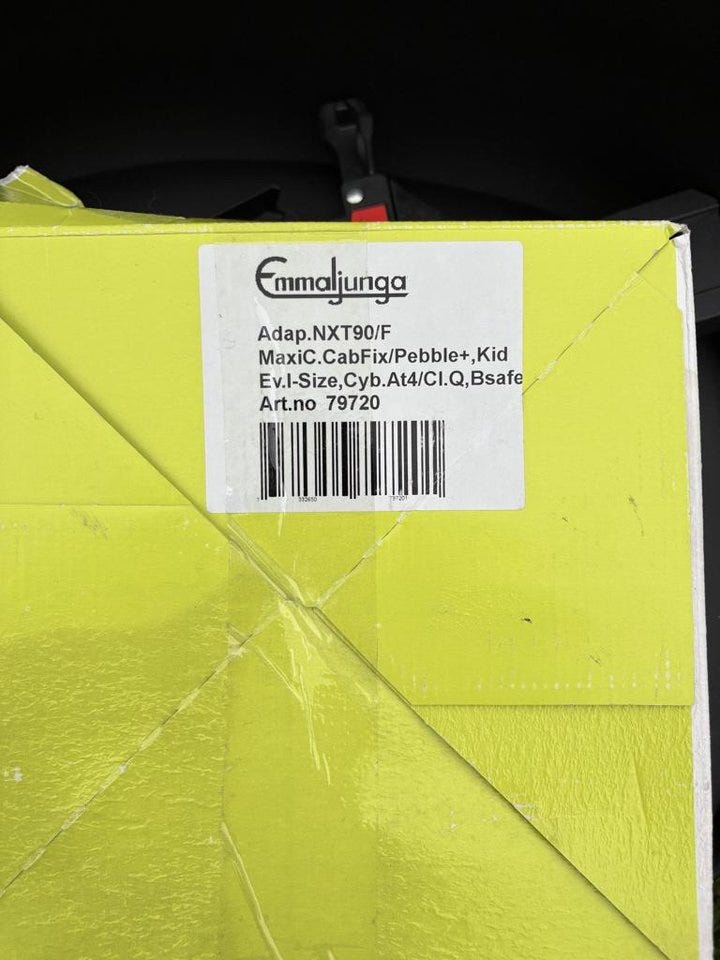 Emmaljunga
Adap.NXT90/F
MaxiC.CabFix/Pebble+,Kid
Ev.I-Size,Cyb.At4/Cl.Q,Bsafe
Art.no 79720